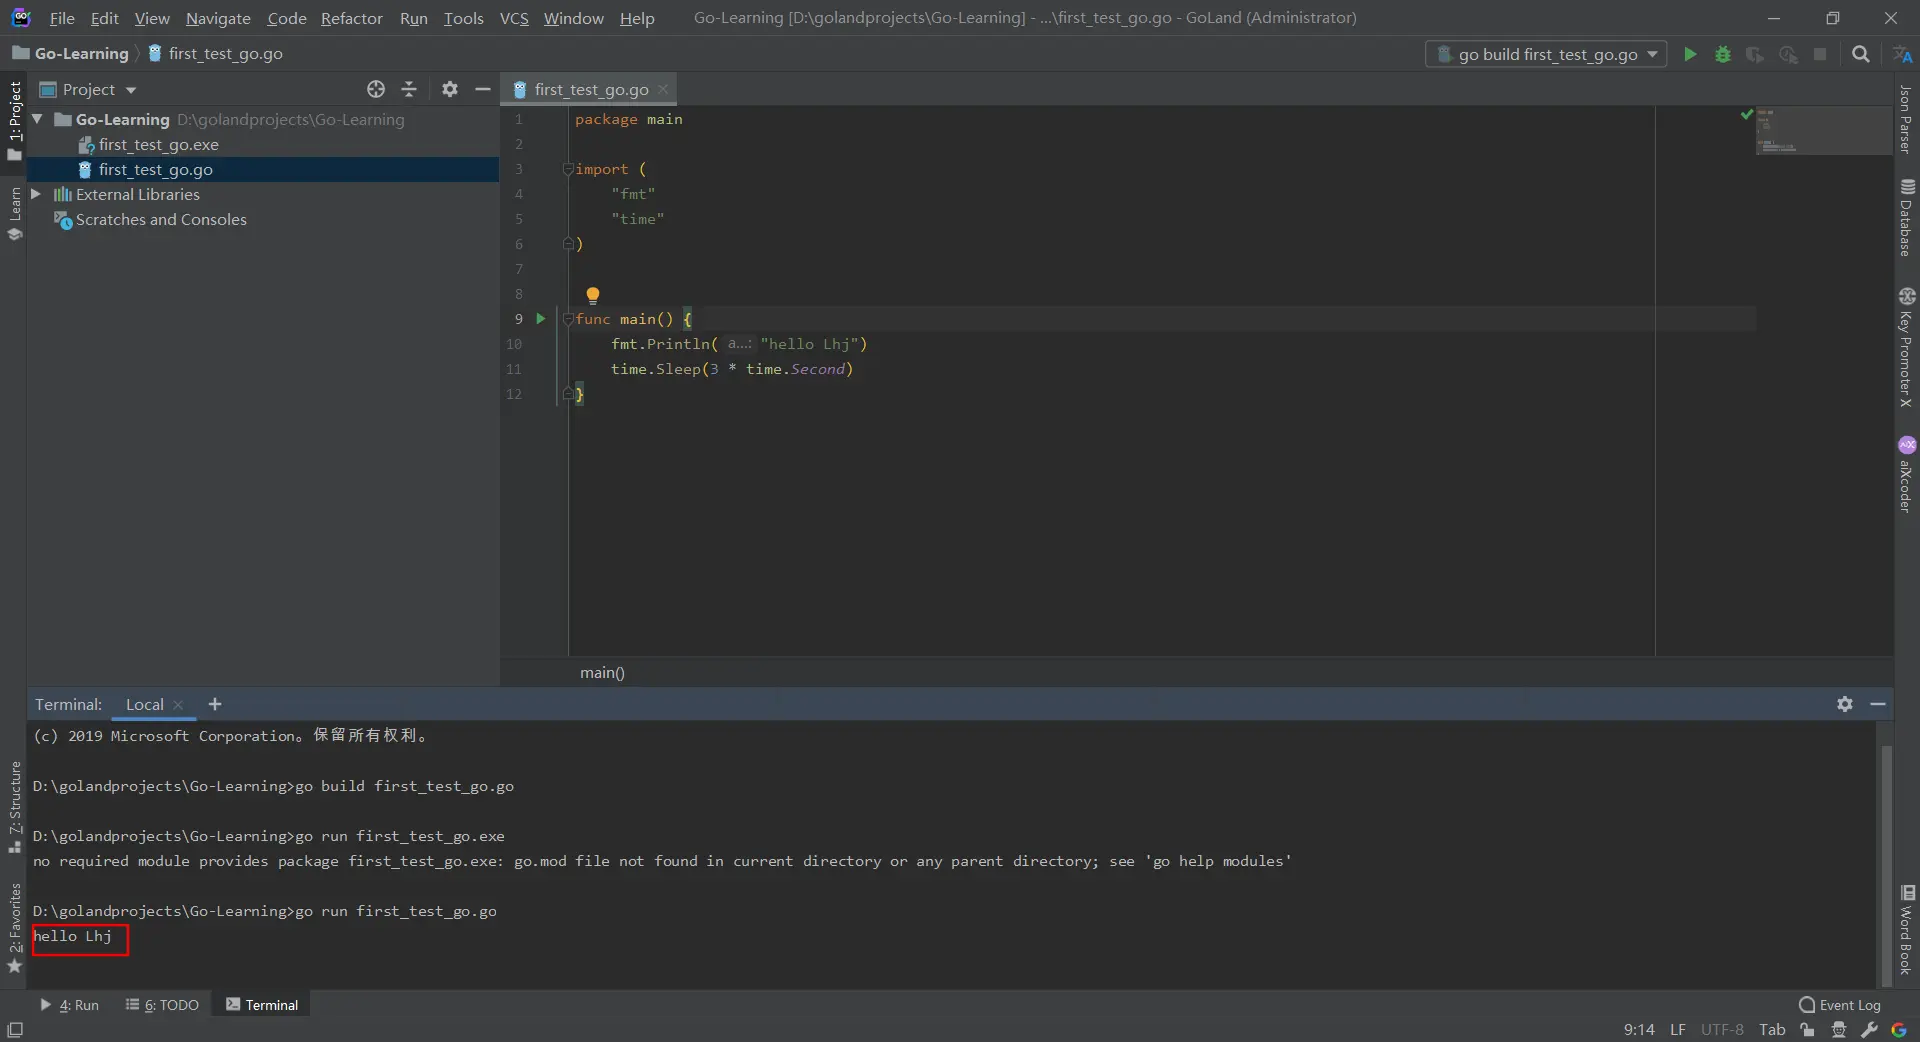 File Edit View Navigate Code Refactor Run Tools VCS Window Help Go-Learning [D:\golandprojects\Go-Learning] - ...\first_test_go.go - GoLand (Administrator)
Go-Learning first_test_go.go go build first_test_go.go
1: Project
Learn
7: Structure
2: Favorites
Project
Go-Learning D:\golandprojects\Go-Learning
first_test_go.exe
first_test_go.go
External Libraries
Scratches and Consoles
first_test_go.go
1 package main
2
3 import (
4 "fmt"
5 "time"
6 )
7
8
9 func main() {
10 fmt.Println( a...: "hello Lhj")
11 time.Sleep(3 * time.Second)
12 }
main()
Json Parser
Database
Key Promoter X
aiXcoder
Word Book
Terminal: Local
(c) 2019 Microsoft Corporation。保留所有权利。
D:\golandprojects\Go-Learning>go build first_test_go.go
D:\golandprojects\Go-Learning>go run first_test_go.exe
no required module provides package first_test_go.exe: go.mod file not found in current directory or any parent directory; see 'go help modules'
D:\golandprojects\Go-Learning>go run first_test_go.go
hello Lhj
4: Run 6: TODO Terminal Event Log
9:14 LF UTF-8 Tab